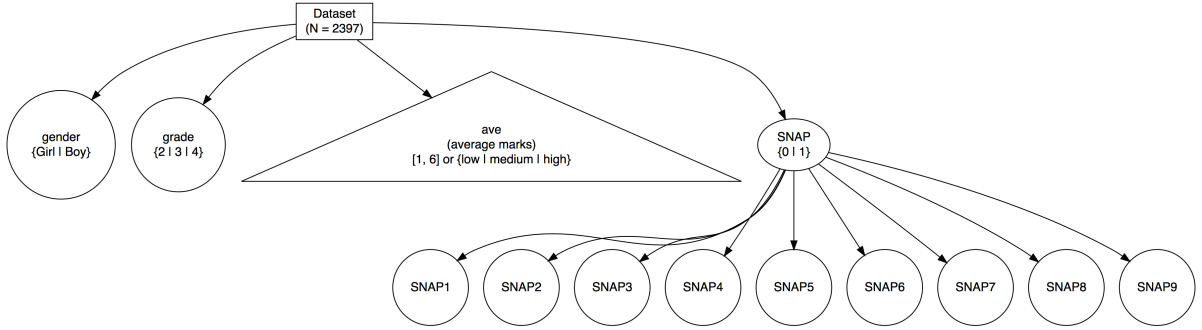 Dataset
(N = 2397)
gender
{Girl | Boy}
grade
{2 | 3 | 4}
ave
(average marks)
[1, 6] or {low | medium | high}
SNAP
{0 | 1}
SNAP1
SNAP2
SNAP3
SNAP4
SNAP5
SNAP6
SNAP7
SNAP8
SNAP9